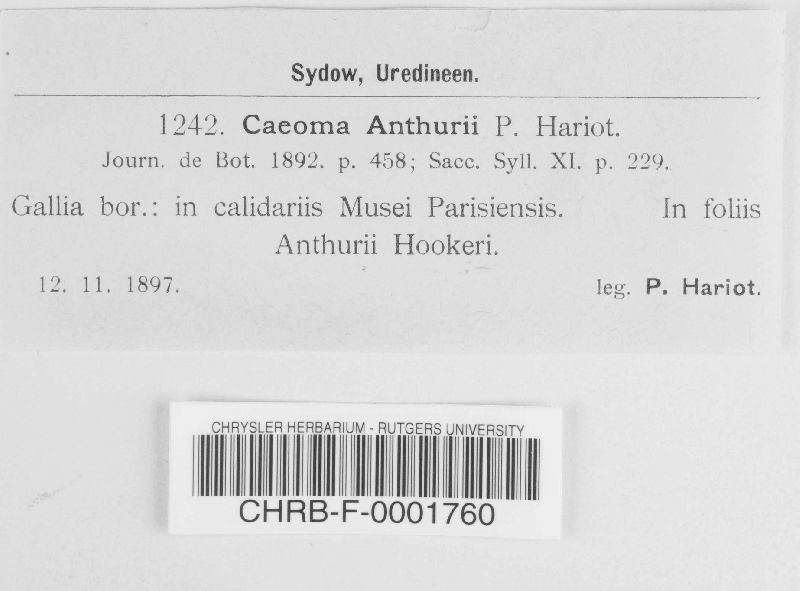 Sydow, Uredineen.
1242. Caeoma Anthurii P. Hariot.
Journ. de Bot. 1892. p. 458; Sacc. Syll. XI. p. 229.
Gallia bor.: in calidariis Musei Parisiensis. In foliis
Anthurii Hookeri.
12. 11. 1897. leg. P. Hariot.
CHRYSLER HERBARIUM - RUTGERS UNIVERSITY
CHRB-F-0001760